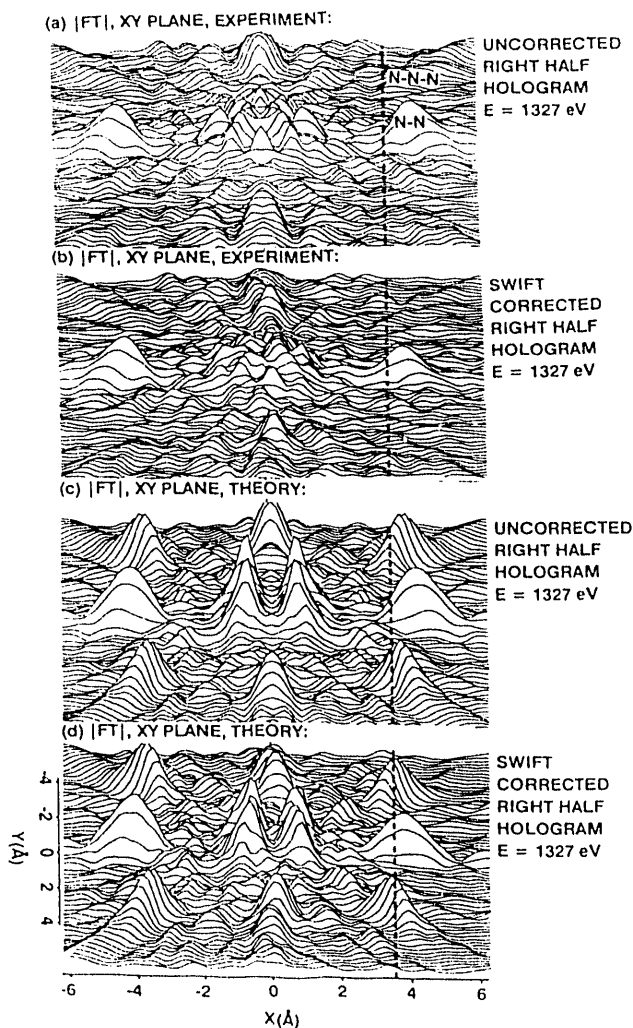 (a) |FT|, XY PLANE, EXPERIMENT:
UNCORRECTED
RIGHT HALF
HOLOGRAM
E = 1327 eV
N-N-N
N-N
(b) |FT|, XY PLANE, EXPERIMENT:
SWIFT
CORRECTED
RIGHT HALF
HOLOGRAM
E = 1327 eV
(c) |FT|, XY PLANE, THEORY:
UNCORRECTED
RIGHT HALF
HOLOGRAM
E = 1327 eV
(d) |FT|, XY PLANE, THEORY:
SWIFT
CORRECTED
RIGHT HALF
HOLOGRAM
E = 1327 eV
-4
-2
0
2
4
Y(Å)
-6 -4 -2 0 2 4 6
X(Å)